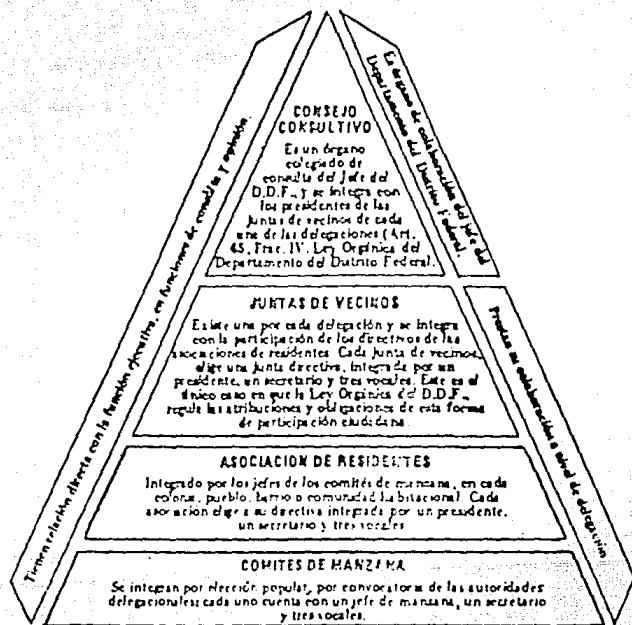 CONSEJO
CONSULTIVO
Es un órgano
colegiado de
consulta del Jefe del
D.D.F., y se integra con
los presidentes de las
Juntas de vecinos de cada
una de las delegaciones (Art.
45, Frac. IV. Ley Orgánica del
Departamento del Distrito Federal.
JUNTAS DE VECINOS
Existe una por cada delegación y se integra
con la participación de los directivos de las
asociaciones de residentes. Cada Junta de vecinos,
elige una Junta directiva, integrada por un
presidente, un secretario y tres vocales. Este es el
único caso en que la Ley Orgánica del D.D.F.,
regula las atribuciones y obligaciones de esta forma
de participación ciudadana.
ASOCIACION DE RESIDENTES
Integrado por los jefes de los comités de manzana, en cada
colonia, pueblo, barrio o comunidad habitacional. Cada
asociación elige a su directiva integrada por un presidente,
un secretario y tres vocales
COMITES DE MANZANA
Se integran por elección popular, por convocatoria de las autoridades
delegacionales; cada uno cuenta con un jefe de manzana, un secretario
y tres vocales.
Tienen relación directa con la función ejecutiva, en funciones de consulta y opinión.
Es órgano de colaboración del jefe del
Departamento del Distrito Federal.
Prestan su colaboración a nivel de delegación